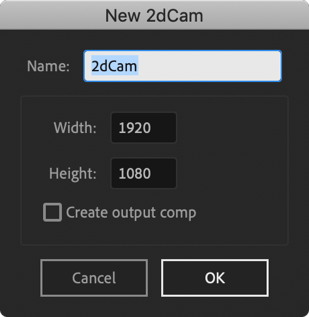 New 2dCam
Name: 2dCam
Width: 1920
Height: 1080
Create output comp
Cancel OK